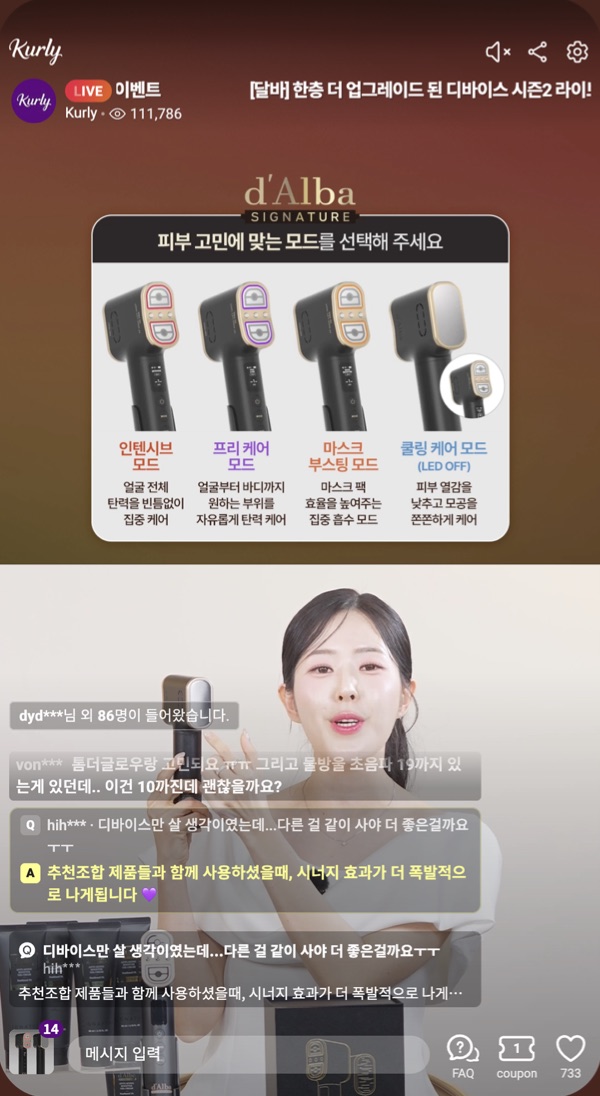 Kurly
Kurly
LIVE 이벤트
[달바] 한층 더 업그레이드 된 디바이스 시즌2 라이!
Kurly · 111,786
d'Alba
SIGNATURE
피부 고민에 맞는 모드를 선택해 주세요
인텐시브
모드
얼굴 전체
탄력을 빈틈없이
집중 케어
프리 케어
모드
얼굴부터 바디까지
원하는 부위를
자유롭게 탄력 케어
마스크
부스팅 모드
마스크 팩
효율을 높여주는
집중 흡수 모드
쿨링 케어 모드
(LED OFF)
피부 열감을
낮추고 모공을
쫀쫀하게 케어
dyd***님 외 86명이 들어왔습니다.
von*** 톰더글로우랑 고민되요 ㅠㅠ 그리고 물방울 초음파 19까지 있
는게 있던데.. 이건 10까진데 괜찮을까요?
Q hih*** · 디바이스만 살 생각이였는데...다른 걸 같이 사야 더 좋은걸까요
ㅜㅜ
A 추천조합 제품들과 함께 사용하셨을때, 시너지 효과가 더 폭발적으
로 나게됩니다 💜
디바이스만 살 생각이였는데...다른 걸 같이 사야 더 좋은걸까요ㅜㅜ
hih***
추천조합 제품들과 함께 사용하셨을때, 시너지 효과가 더 폭발적으로 나게…
14
메시지 입력
d'Alba
?
FAQ
1
coupon
733